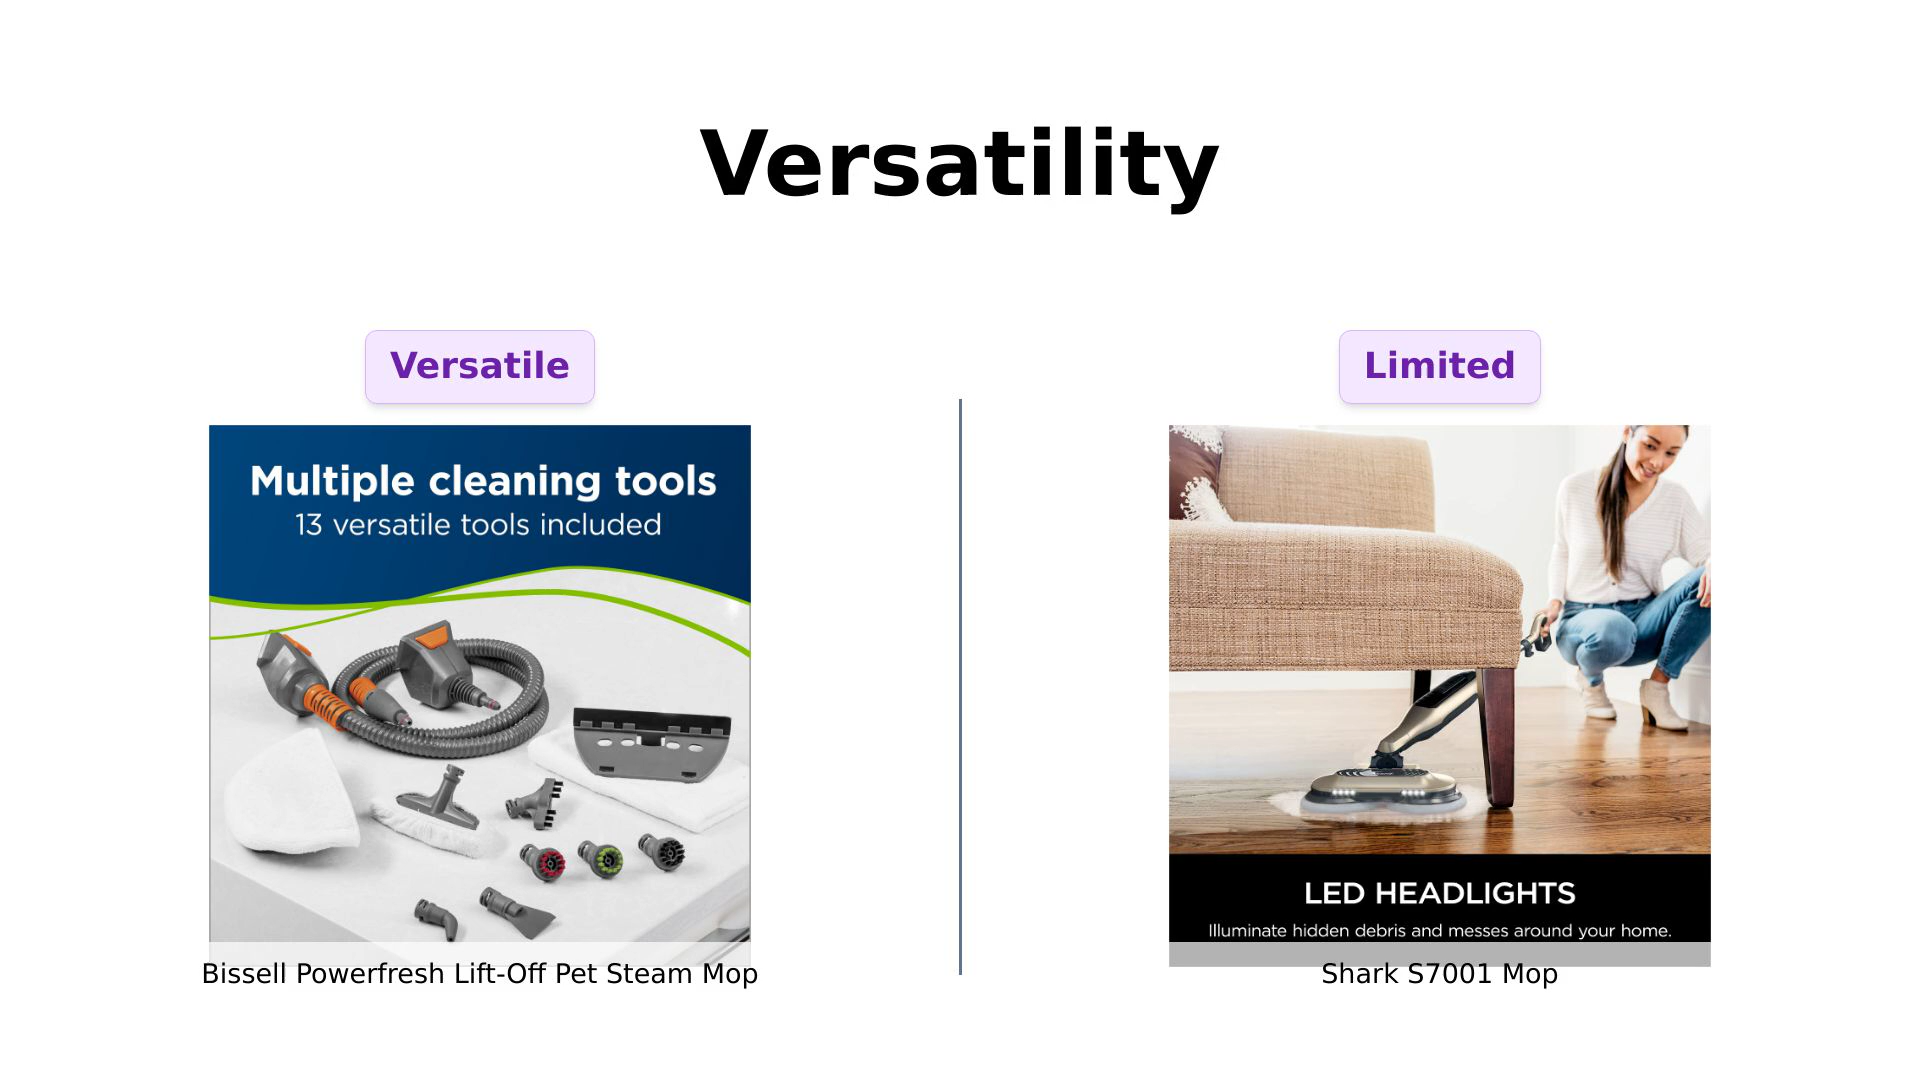 Versatility
Versatile
Limited
Multiple cleaning tools
13 versatile tools included
LED HEADLIGHTS
Illuminate hidden debris and messes around your home.
Bissell Powerfresh Lift-Off Pet Steam Mop
Shark S7001 Mop